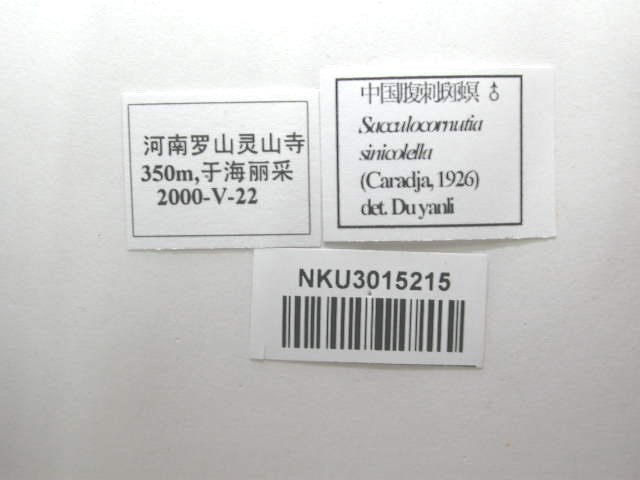 河南罗山灵山寺
350m,于海丽采
2000-V-22
中国腹刺斑螟 ♂
Sacculocornutia
sinicolella
(Caradja, 1926)
det. Du yanli
NKU3015215